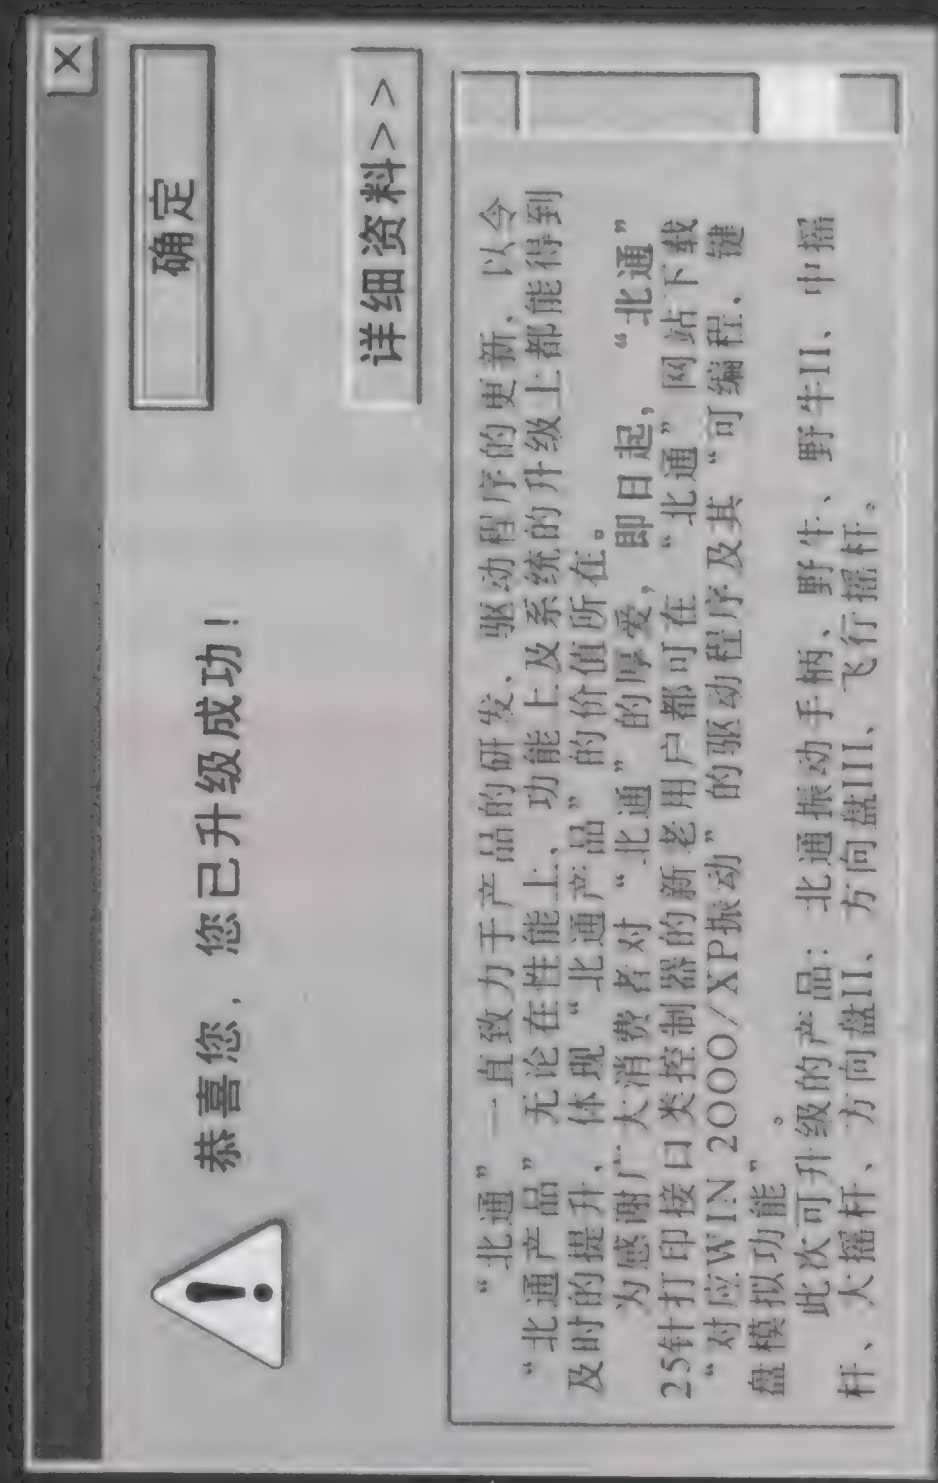 ×
恭喜您，您已升级成功！
确定
详细资料>>
“北通”一直致力于产品的研发、驱动程序的更新，以令
“北通产品”无论在性能上、功能上及系统的升级上都能得到
及时的提升，体现“北通产品”的价值所在。
为感谢广大消费者对“北通”的厚爱，即日起，“北通”
25针打印接口类控制器的新老用户都可在“北通”网站下载
“对应WIN 2OOO/XP振动”的驱动程序及其“可编程、键
盘模拟功能”。
此次可升级的产品：北通振动手柄、野牛、野牛II、中摇
杆、大摇杆、方向盘II、方向盘III、飞行摇杆。